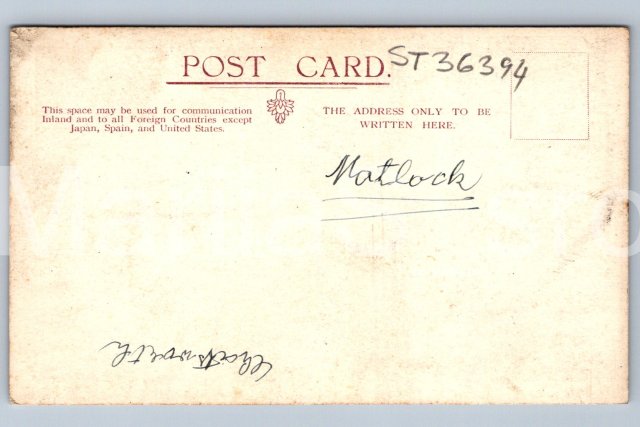 POST CARD.
ST36394
This space may be used for communication
Inland and to all Foreign Countries except
Japan, Spain, and United States.
THE ADDRESS ONLY TO BE
WRITTEN HERE.
Matlock
Chatsworth